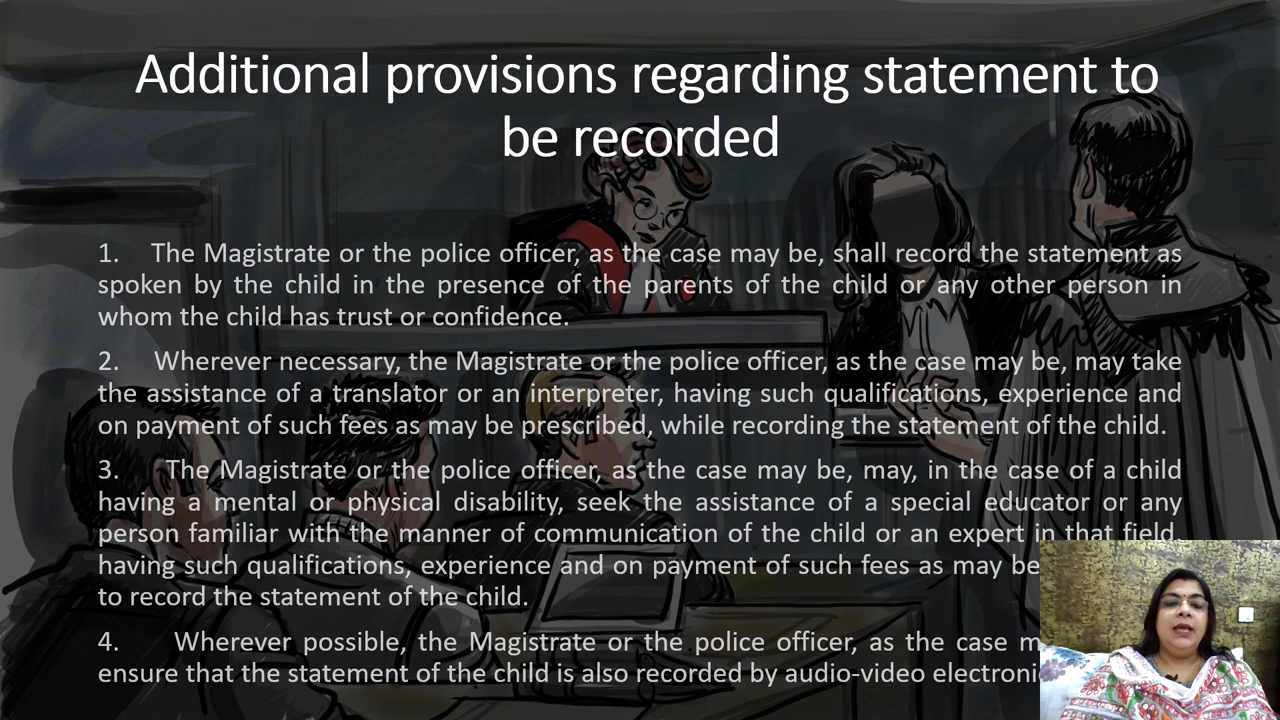 Additional provisions regarding statement to
be recorded
1. The Magistrate or the police officer, as the case may be, shall record the statement as
spoken by the child in the presence of the parents of the child or any other person in
whom the child has trust or confidence.
2. Wherever necessary, the Magistrate or the police officer, as the case may be, may take
the assistance of a translator or an interpreter, having such qualifications, experience and
on payment of such fees as may be prescribed, while recording the statement of the child.
3. The Magistrate or the police officer, as the case may be, may, in the case of a child
having a mental or physical disability, seek the assistance of a special educator or any
person familiar with the manner of communication of the child or an expert in that field,
having such qualifications, experience and on payment of such fees as may be
to record the statement of the child.
4. Wherever possible, the Magistrate or the police officer, as the case
ensure that the statement of the child is also recorded by audio-video